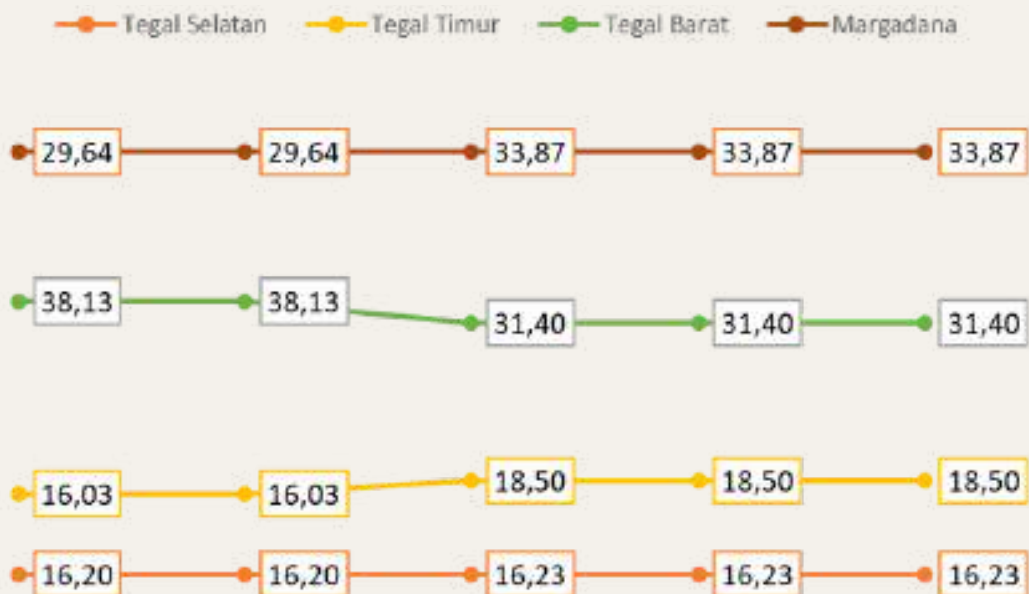 Tegal Selatan Tegal Timur Tegal Barat Margadana
29,64 29,64 33,87 33,87 33,87
38,13 38,13 31,40 31,40 31,40
16,03 16,03 18,50 18,50 18,50
16,20 16,20 16,23 16,23 16,23